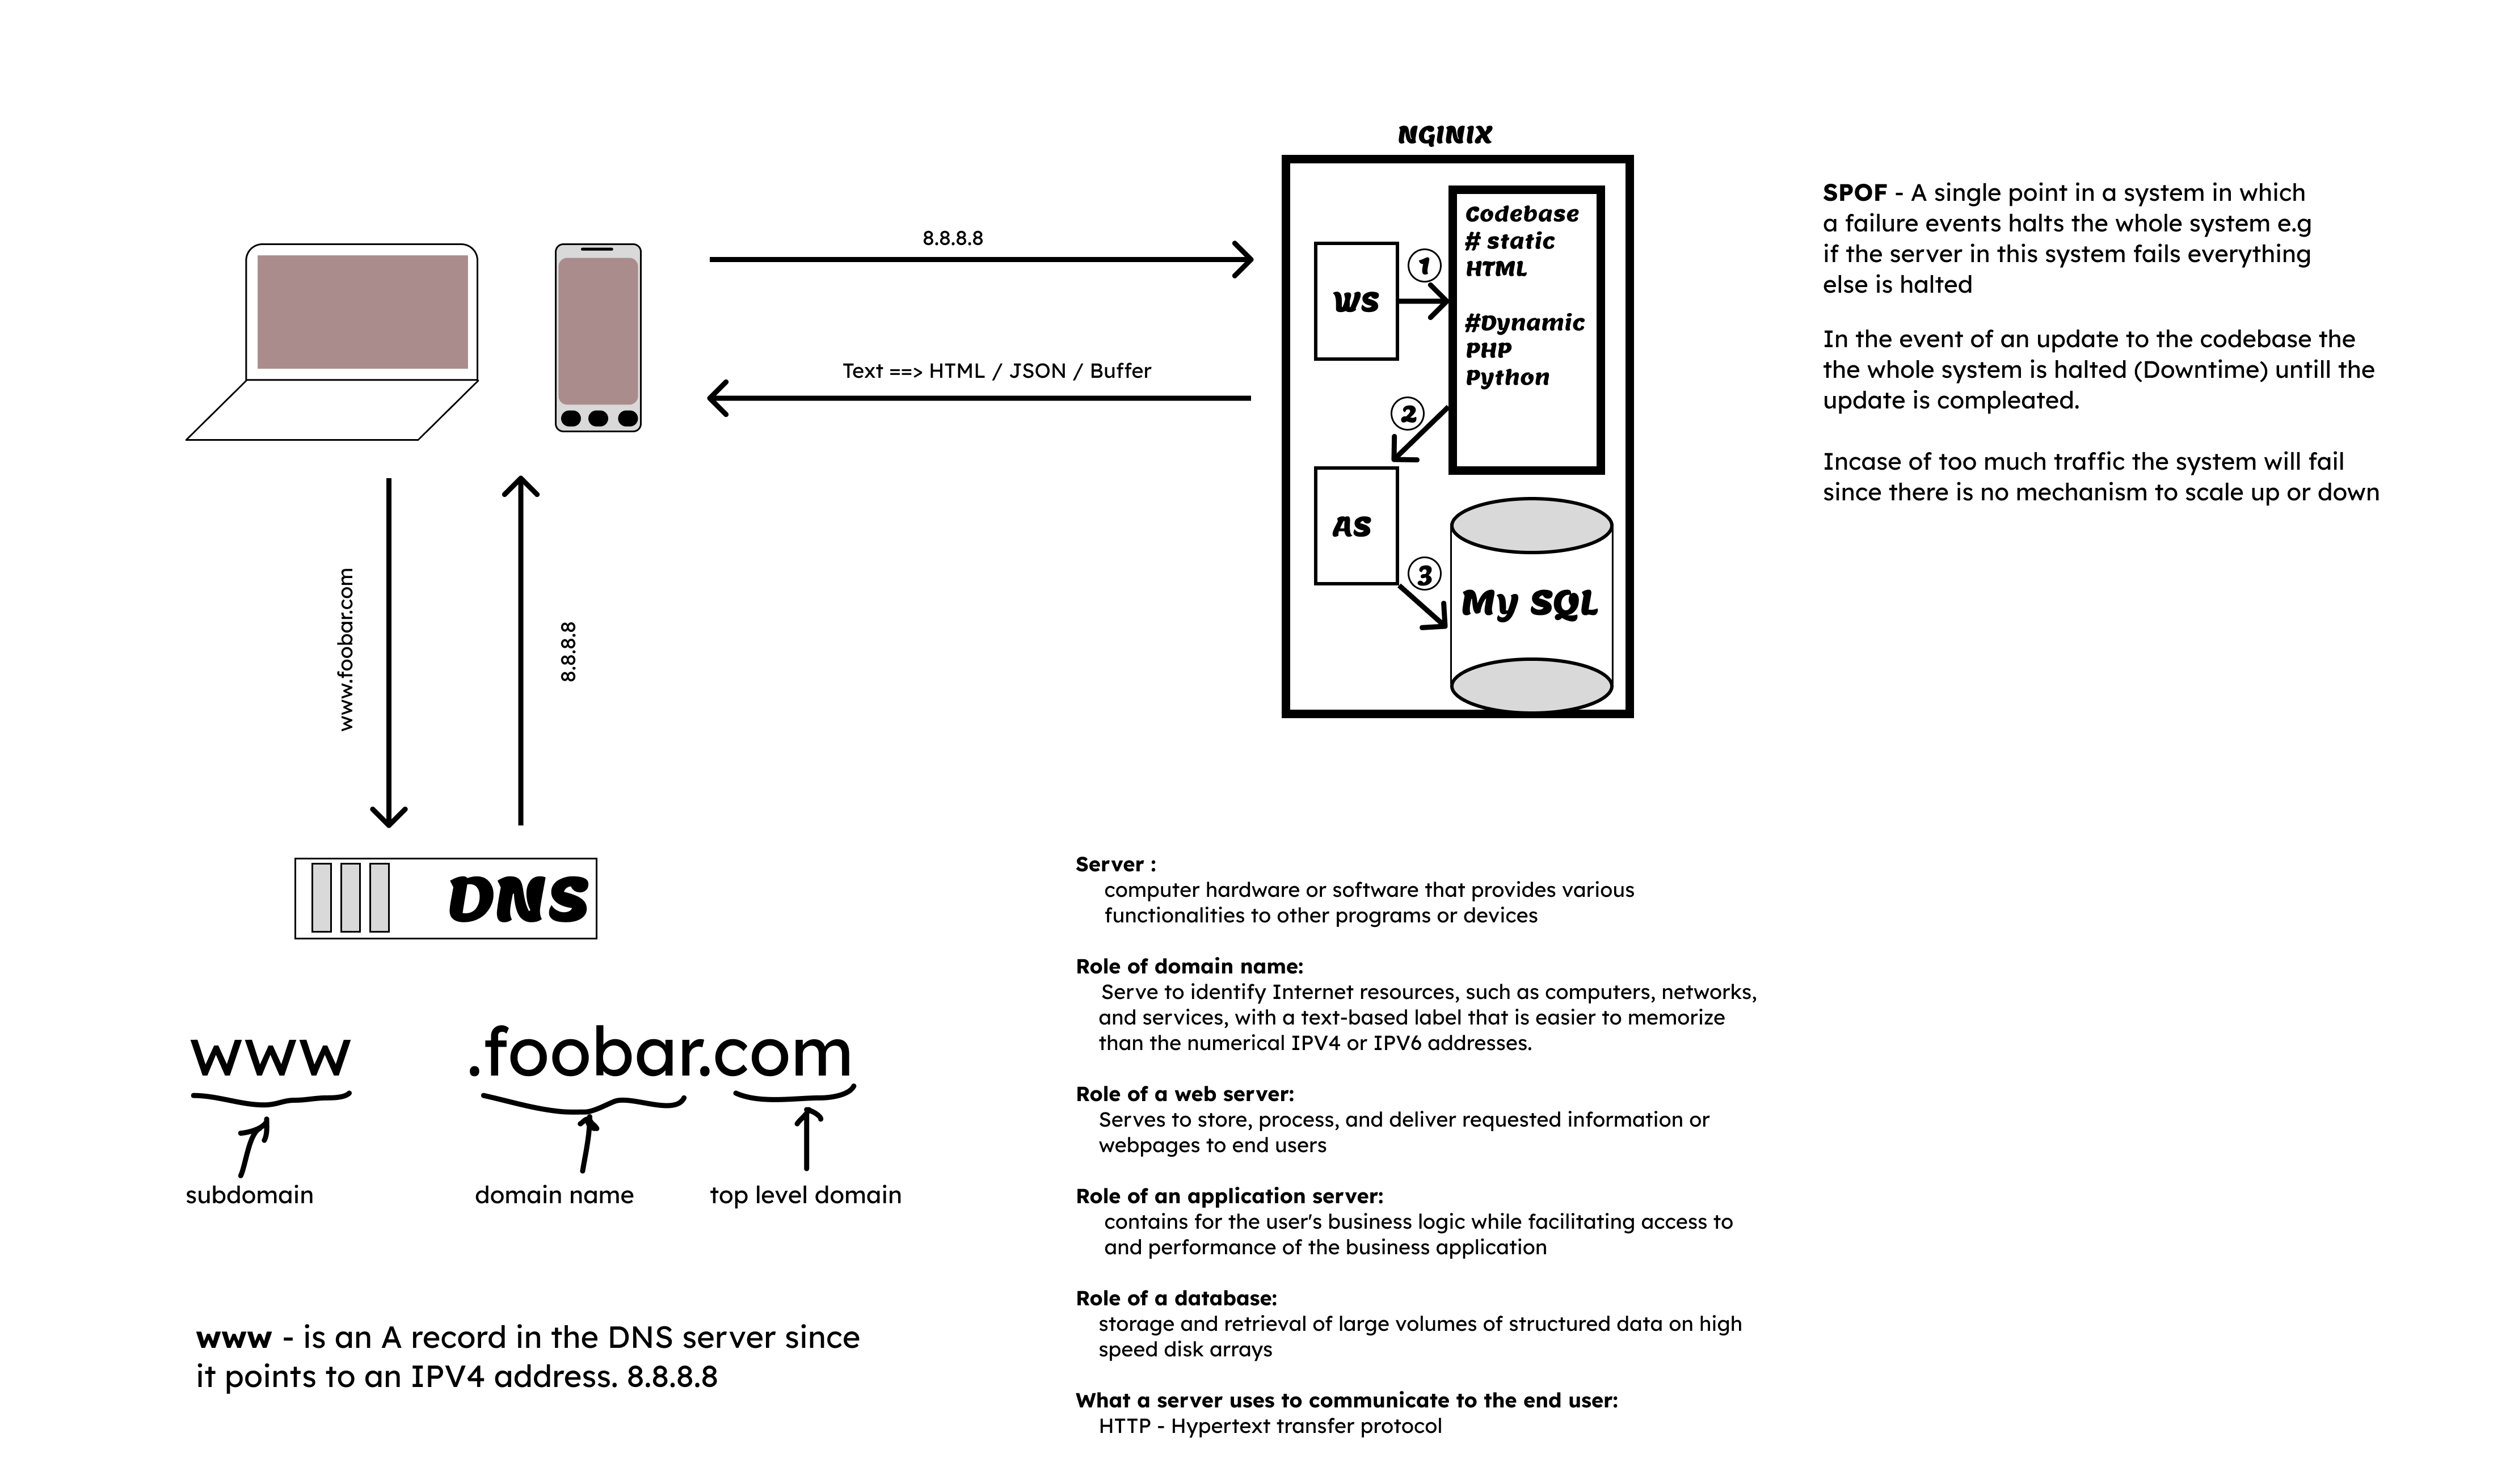 NGINIX
8.8.8.8
Text ==> HTML / JSON / Buffer
WS
1
Codebase
# static
HTML
#Dynamic
PHP
Python
2
AS
3
My SQL
SPOF - A single point in a system in which
a failure events halts the whole system e.g
if the server in this system fails everything
else is halted
In the event of an update to the codebase the
the whole system is halted (Downtime) untill the
update is compleated.
Incase of too much traffic the system will fail
since there is no mechanism to scale up or down
www.foobar.com
8.8.8.8
DNS
www .foobar.com
subdomain domain name top level domain
www - is an A record in the DNS server since
it points to an IPV4 address. 8.8.8.8
Server :
computer hardware or software that provides various
functionalities to other programs or devices
Role of domain name:
Serve to identify Internet resources, such as computers, networks,
and services, with a text-based label that is easier to memorize
than the numerical IPV4 or IPV6 addresses.
Role of a web server:
Serves to store, process, and deliver requested information or
webpages to end users
Role of an application server:
contains for the user's business logic while facilitating access to
and performance of the business application
Role of a database:
storage and retrieval of large volumes of structured data on high
speed disk arrays
What a server uses to communicate to the end user:
HTTP - Hypertext transfer protocol